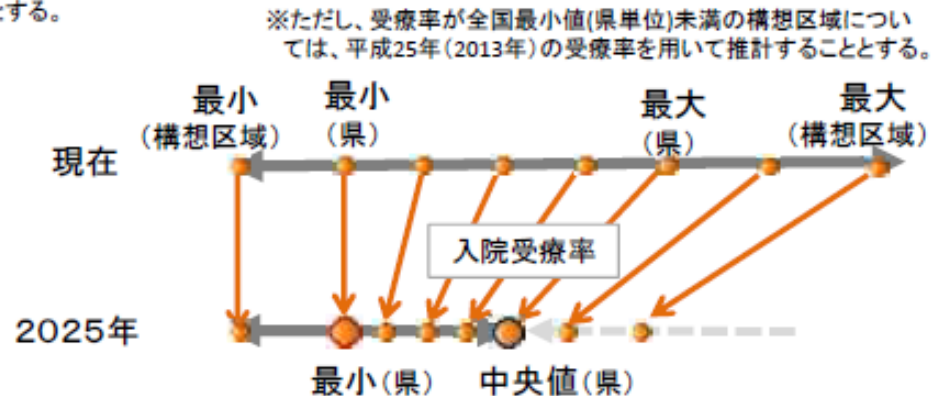 とする。
※ただし、受療率が全国最小値(県単位)未満の構想区域につい
ては、平成25年(2013年)の受療率を用いて推計することとする。
最小
(構想区域)
最小
(県)
最大
(県)
最大
(構想区域)
現在
入院受療率
2025年
最小(県)
中央値(県)